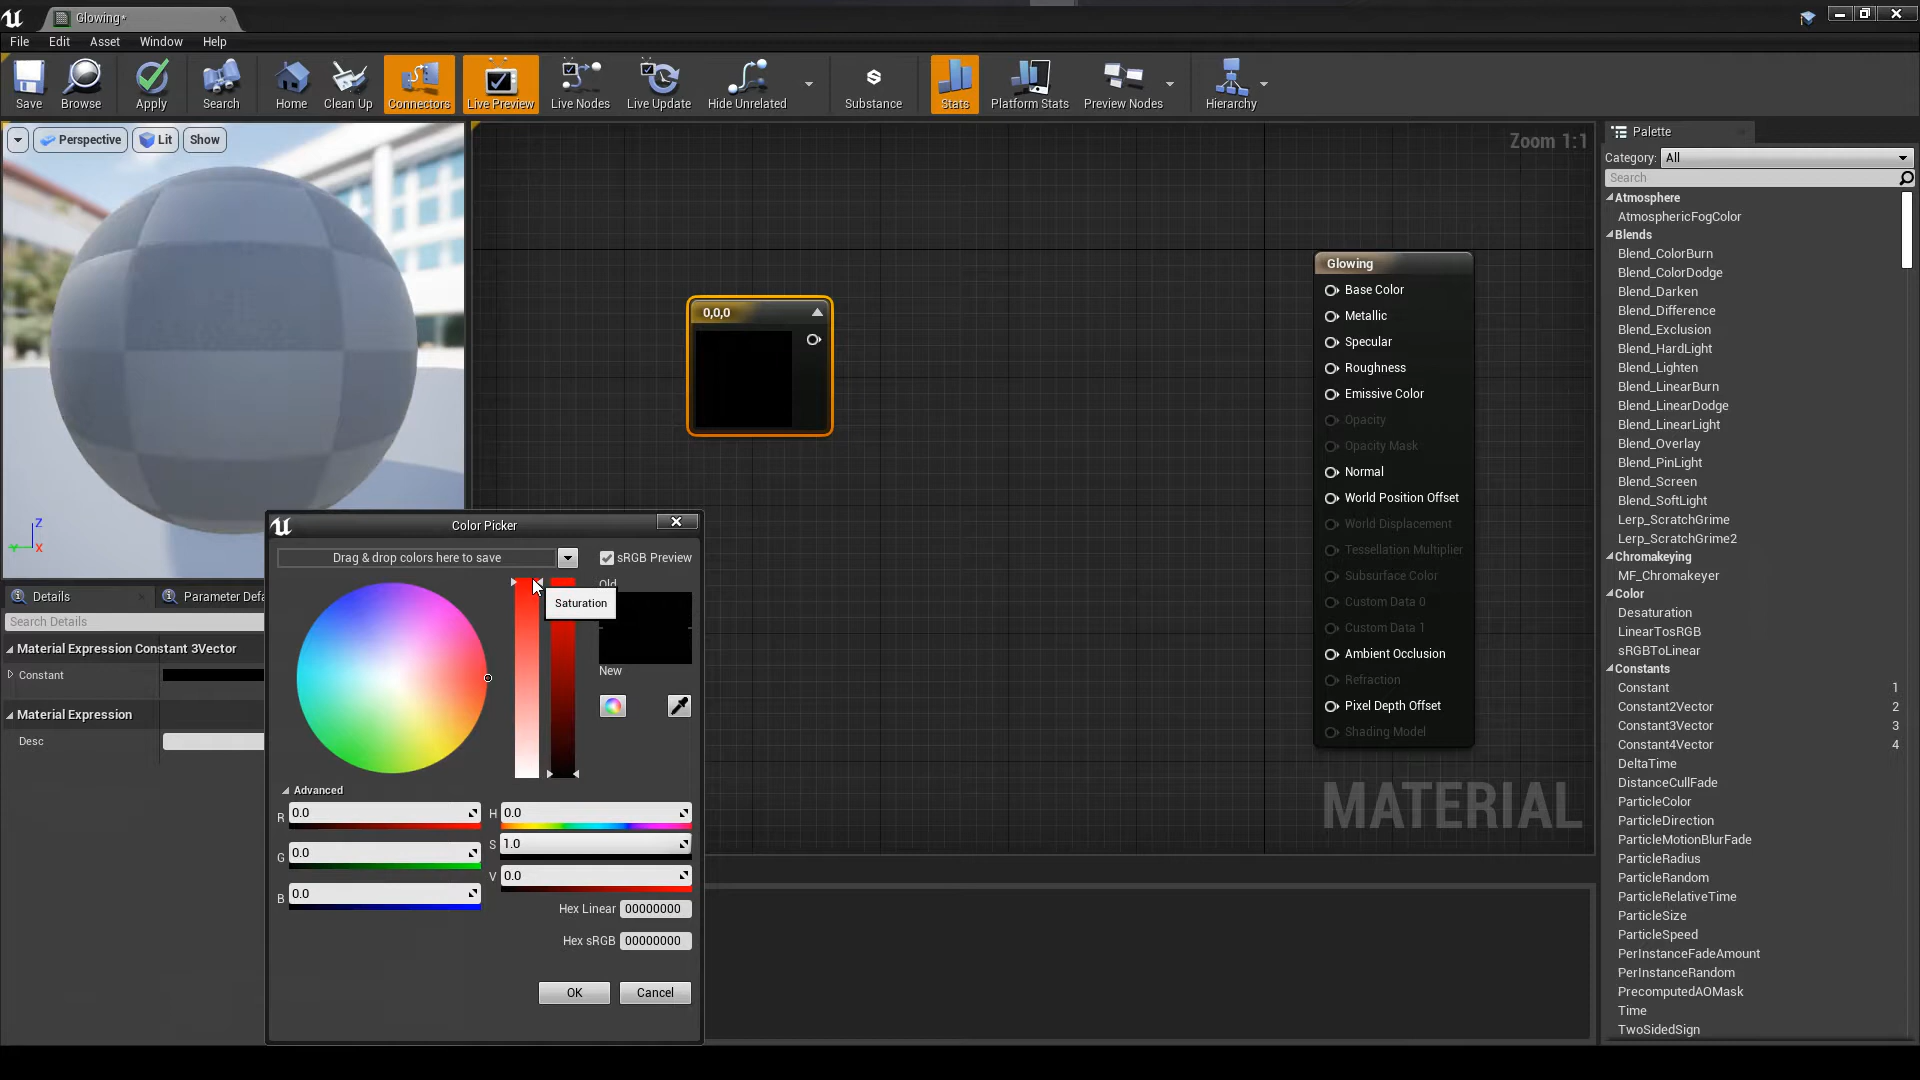 Glowing*
File Edit Asset Window Help
Save Browse Apply Search Home Clean Up Connectors Live Preview Live Nodes Live Update Hide Unrelated Substance Stats Platform Stats Preview Nodes Hierarchy
Perspective Lit Show
Zoom 1:1
0,0,0
Glowing
Base Color
Metallic
Specular
Roughness
Emissive Color
Opacity
Opacity Mask
Normal
World Position Offset
World Displacement
Tessellation Multiplier
Subsurface Color
Custom Data 0
Custom Data 1
Ambient Occlusion
Refraction
Pixel Depth Offset
Shading Model
MATERIAL
Z
Y
X
Details
Parameter Defa
Search Details
Material Expression Constant 3Vector
Constant
Material Expression
Desc
Color Picker
Drag & drop colors here to save
sRGB Preview
Old
Saturation
New
Advanced
R 0.0
G 0.0
B 0.0
H 0.0
S 1.0
V 0.0
Hex Linear 00000000
Hex sRGB 00000000
OK Cancel
Palette
Category: All
Search
Atmosphere
AtmosphericFogColor
Blends
Blend_ColorBurn
Blend_ColorDodge
Blend_Darken
Blend_Difference
Blend_Exclusion
Blend_HardLight
Blend_Lighten
Blend_LinearBurn
Blend_LinearDodge
Blend_LinearLight
Blend_Overlay
Blend_PinLight
Blend_Screen
Blend_SoftLight
Lerp_ScratchGrime
Lerp_ScratchGrime2
Chromakeying
MF_Chromakeyer
Color
Desaturation
LinearTosRGB
sRGBToLinear
Constants
Constant 1
Constant2Vector 2
Constant3Vector 3
Constant4Vector 4
DeltaTime
DistanceCullFade
ParticleColor
ParticleDirection
ParticleMotionBlurFade
ParticleRadius
ParticleRandom
ParticleRelativeTime
ParticleSize
ParticleSpeed
PerInstanceFadeAmount
PerInstanceRandom
PrecomputedAOMask
Time
TwoSidedSign